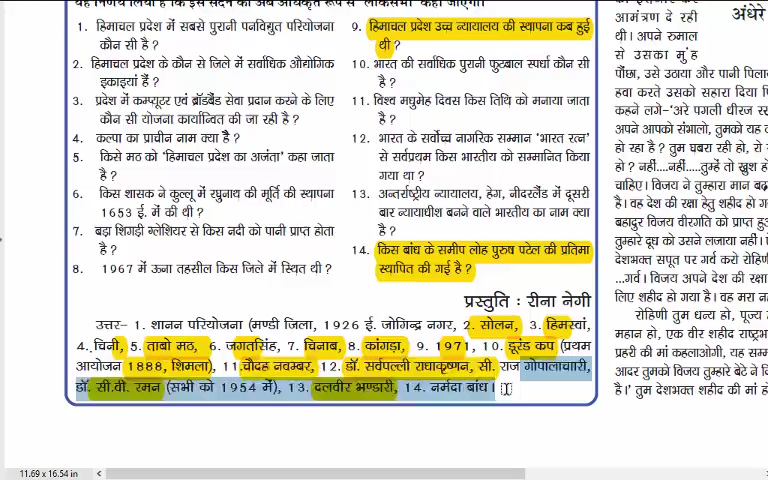 यह निर्णय लिया है कि इस सदन को अब अधिकृत रूप से 'लोकसभा' कहा जाएगा।
1. हिमाचल प्रदेश में सबसे पुरानी पनविद्युत परियोजना
कौन सी है ?
2. हिमाचल प्रदेश के कौन से जिले में सर्वाधिक औद्योगिक
इकाइयां हैं ?
3. प्रदेश में कम्प्यूटर एवं ब्रॉडबैंड सेवा प्रदान करने के लिए
कौन सी योजना कार्यान्वित की जा रही है ?
4. कल्पा का प्राचीन नाम क्या है ?
5. किसे मठ को 'हिमाचल प्रदेश का अजंता' कहा जाता
है ?
6. किस शासक ने कुल्लू में रघुनाथ की मूर्ति की स्थापना
1653 ई. में की थी ?
7. बड़ा शिगड़ी ग्लेशियर से किस नदी को पानी प्राप्त होता
है ?
8. 1967 में ऊना तहसील किस जिले में स्थित थी ?
9. हिमाचल प्रदेश उच्च न्यायालय की स्थापना कब हुई
थी ?
10. भारत की सर्वाधिक पुरानी फुटबाल स्पर्धा कौन सी
है ?
11. विश्व मधुमेह दिवस किस तिथि को मनाया जाता
है ?
12. भारत के सर्वोच्च नागरिक सम्मान 'भारत रत्न'
से सर्वप्रथम किस भारतीय को सम्मानित किया
गया था ?
13. अन्तर्राष्ट्रीय न्यायालय, हेग, नीदरलैंड में दूसरी
बार न्यायाधीश बनने वाले भारतीय का नाम क्या
है ?
14. किस बांध के समीप लोह पुरुष पटेल की प्रतिमा
स्थापित की गई है ?
प्रस्तुति : रीना नेगी
उत्तर- 1. शानन परियोजना (मण्डी जिला, 1926 ई. जोगिन्द्र नगर, 2. सोलन, 3. हिमस्वां,
4. चिनी, 5. ताबो मठ, 6. जगतसिंह, 7. चिनाब, 8. कांगड़ा, 9. 1971, 10. डूरंड कप (प्रथम
आयोजन 1888, शिमला), 11. चौदह नवम्बर, 12. डॉ. सर्वपल्ली राधाकृष्णन, सी. राज गोपालाचारी,
डॉ. सी.वी. रमन (सभी को 1954 में), 13. दलवीर भण्डारी, 14. नर्मदा बांध।
आमंत्रण दे रही
थी। अपने रुमाल
से उसका मुंह
अंधेरे
पौंछा, उसे उठाया और पानी पिला
हवा करते उसको सहारा दिया
कहने लगे-'अरे पगली धीरज
अपने आपको संभालो, तुमको यह
हो रहा है ? तुम घबरा रही हो, रो
हो ? नहीं....नहीं.....तुम्हें तो खुश
चाहिए। विजय ने तुम्हारा मान
है। वह देश की रक्षा हेतु शहीद हो
बहादुर विजय वीरगति को प्राप्त
तुम्हारे दूध को उसने लजाया नहीं।
देशभक्त सपूत पर गर्व करो रोहिणी
...गर्व। विजय अपने देश की रक्षा
लिए शहीद हो गया है। वह मरा
रोहिणी तुम धन्य हो, पूज्य
महान हो, एक वीर शहीद
प्रहरी की मां कहलाओगी, यह
आदर तुमको विजय तुम्हारे बेटे ने
है।' तुम देशभक्त शहीद की मां
11.69 x 16.54 in